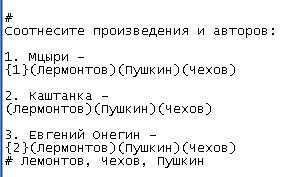 #
Соотнесите произведения и авторов:
1. Мцыри –
{1}(Лермонтов)(Пушкин)(Чехов)
2. Каштанка –
(Лермонтов)(Пушкин)(Чехов)
3. Евгений Онегин –
{2}(Лермонтов)(Пушкин)(Чехов)
# Лемонтов, Чехов, Пушкин